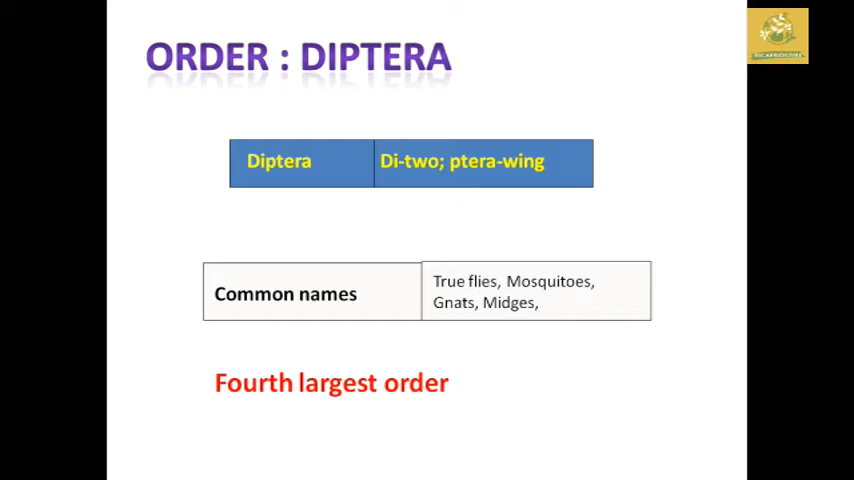 ORDER : DIPTERA
Diptera
Di-two; ptera-wing
Common names
True flies, Mosquitoes,
Gnats, Midges,
Fourth largest order